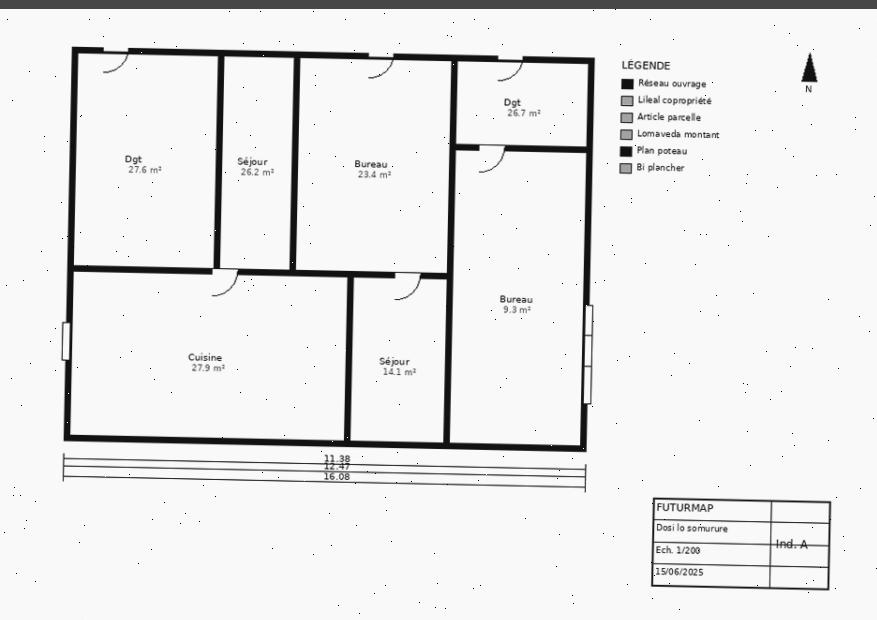 LÉGENDE
Réseau ouvrage
Lileal copropriété
Article parcelle
Lomaveda montant
Plan poteau
Bi plancher
N
Dgt
27.6 m²
Séjour
26.2 m²
Bureau
23.4 m²
Dgt
26.7 m²
Bureau
9.3 m²
Cuisine
27.9 m²
Séjour
14.1 m²
11.38
12.47
16.08
FUTURMAP
Dosi lo somurure
Ind. A
Ech. 1/200
15/06/2025